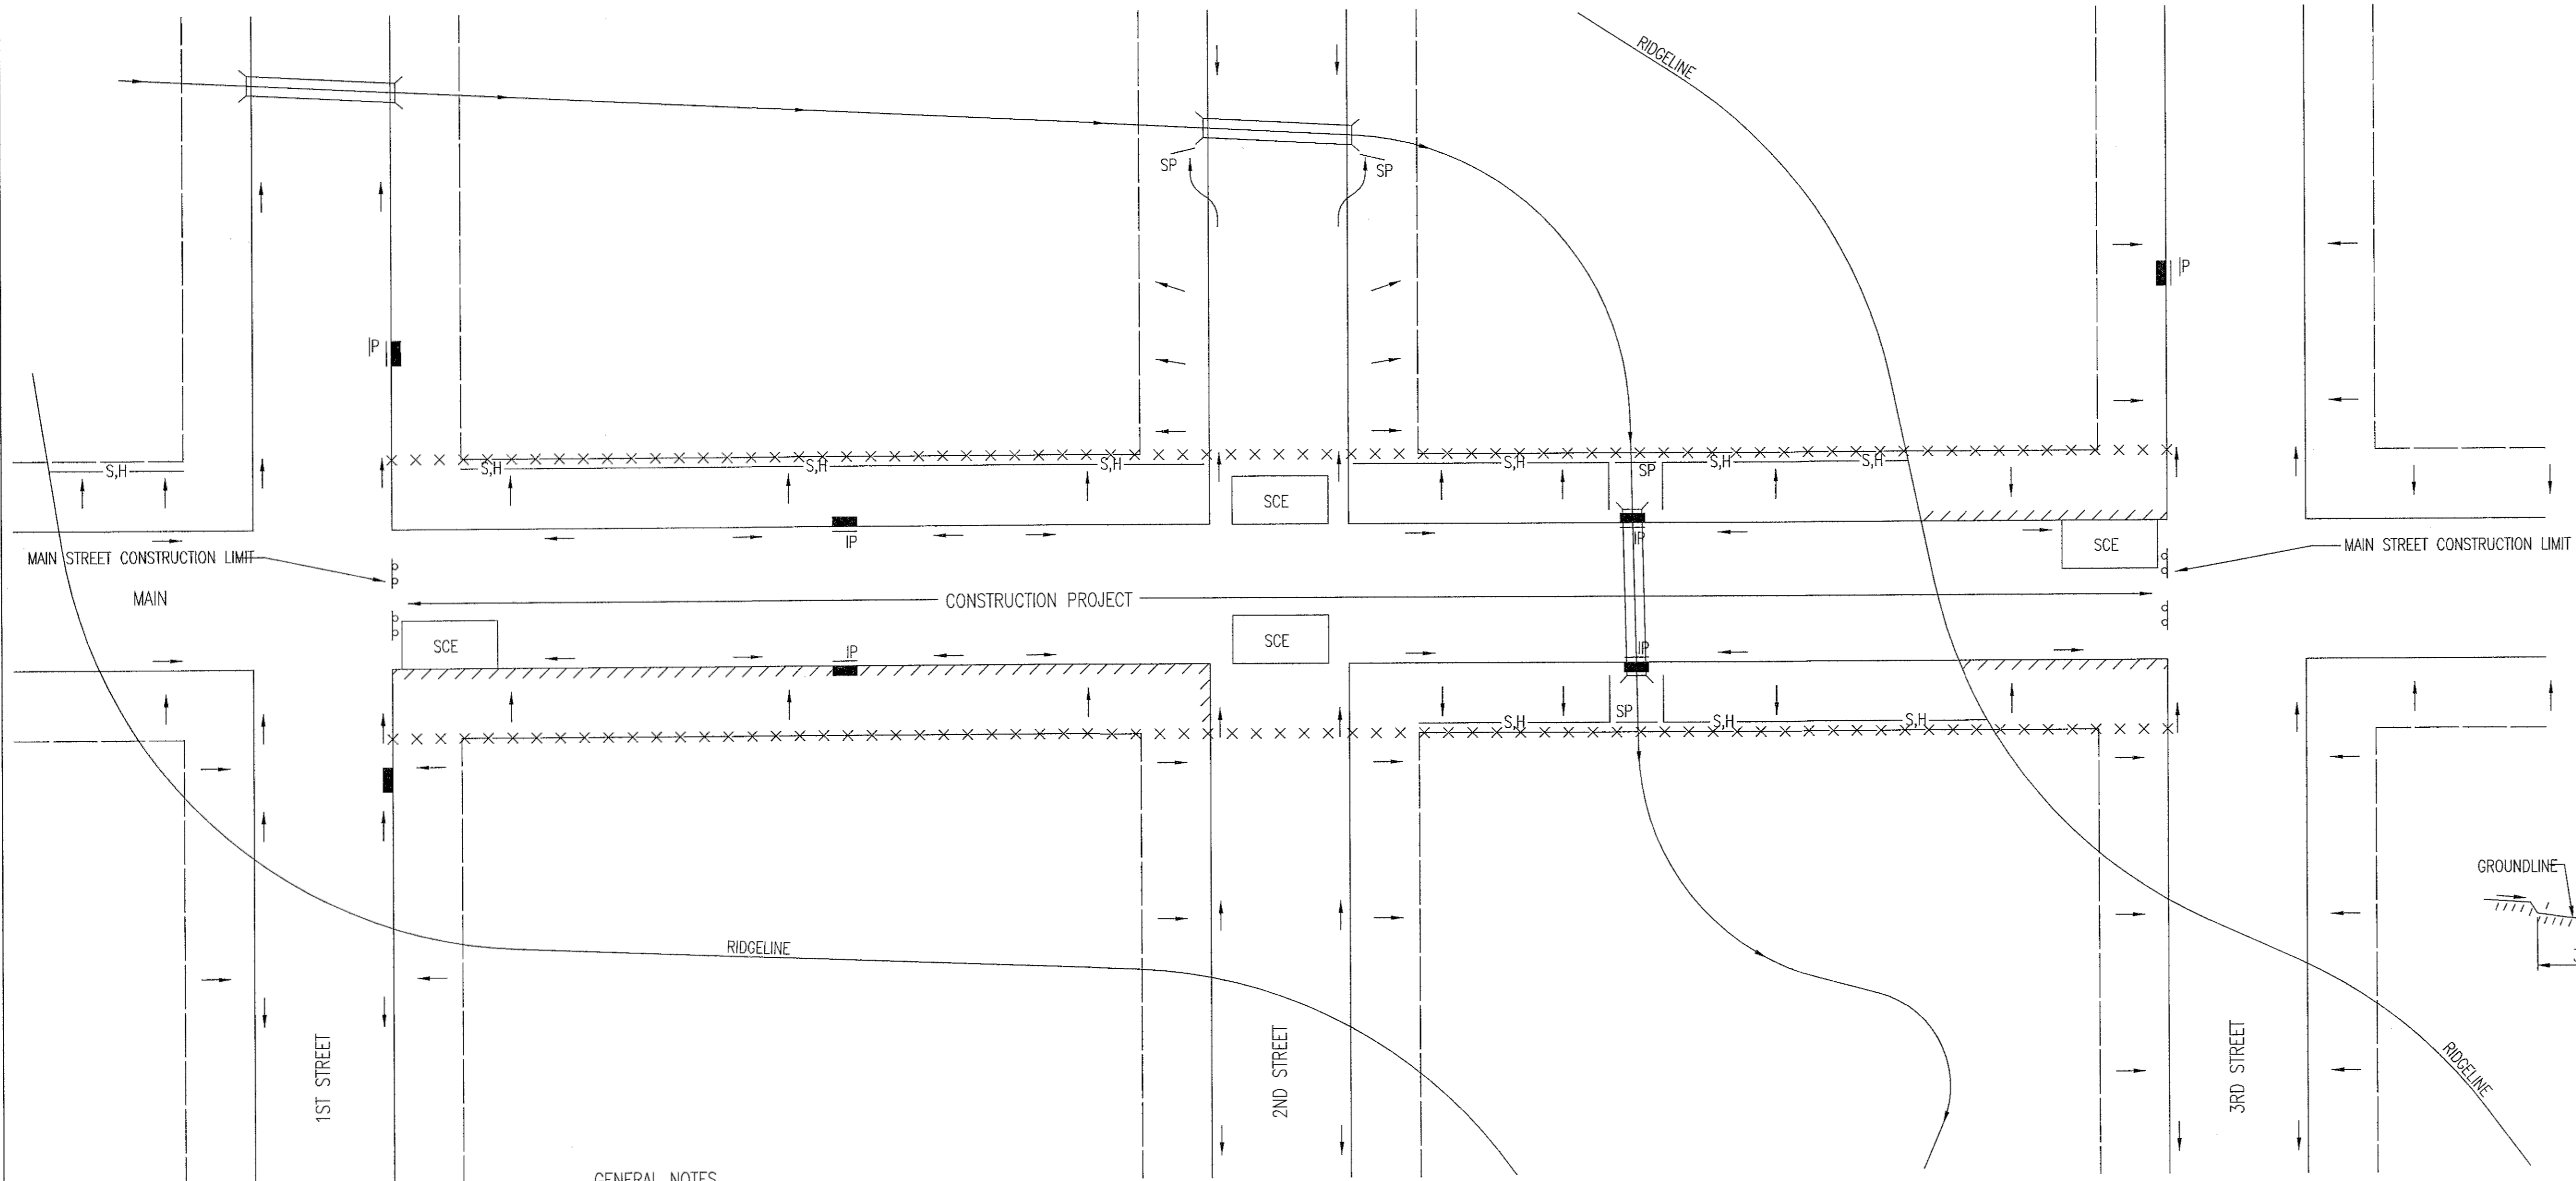 RIDGELINE
SP
SP
IP
IP
S,H
S,H
S,H
S,H
S,H
SP
S,H
S,H
SCE
IP
IP
SCE
MAIN STREET CONSTRUCTION LIMIT
MAIN STREET CONSTRUCTION LIMIT
MAIN
CONSTRUCTION PROJECT
SCE
IP
SCE
IP
S,H
SP
S,H
S,H
GROUNDLINE
RIDGELINE
1ST STREET
2ND STREET
3RD STREET
RIDGELINE
GENERAL NOTES